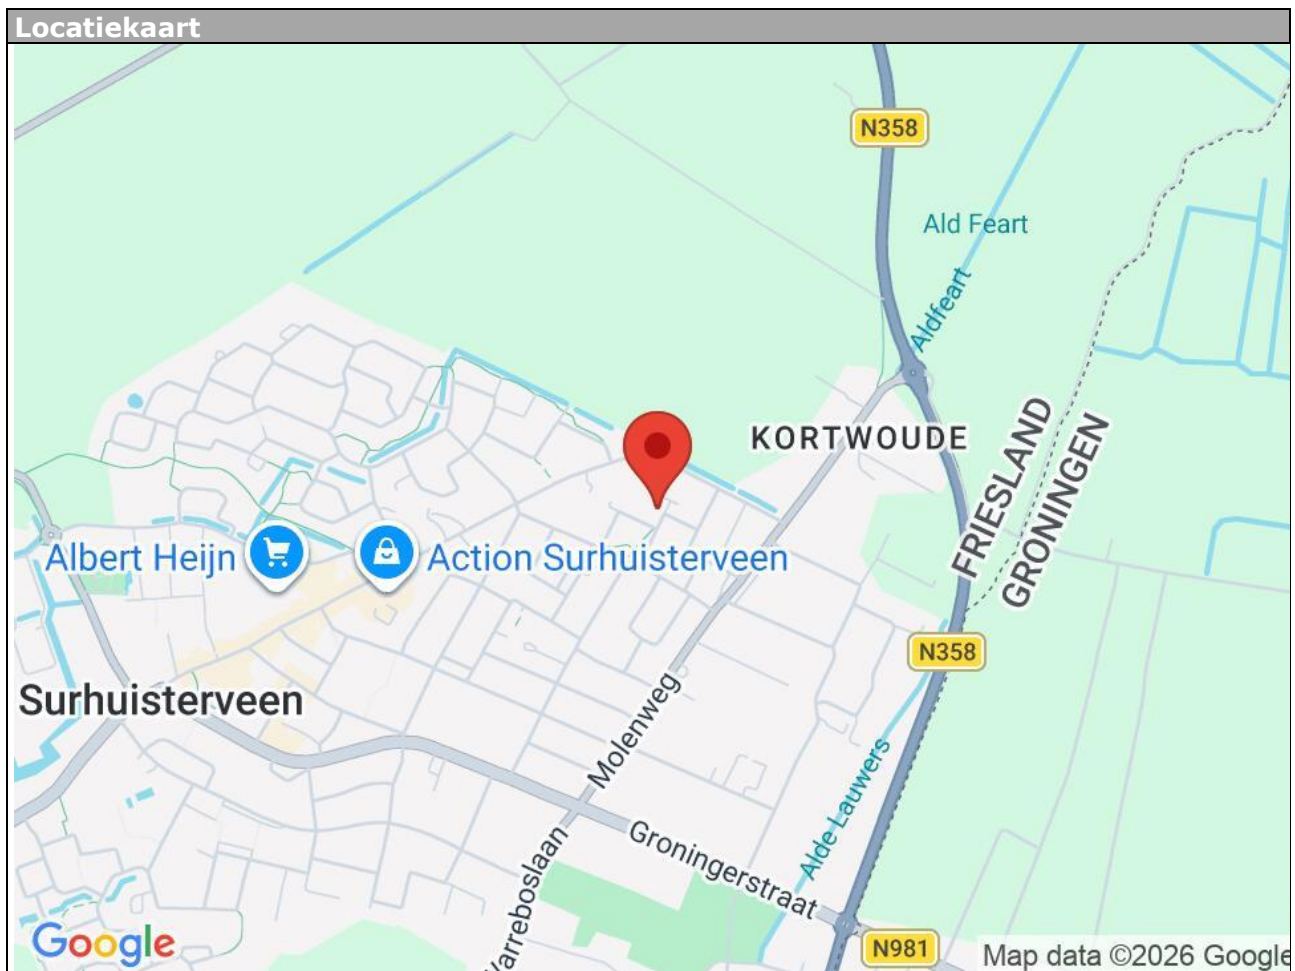 Locatiekaart
N358
Ald Feart
Aldfeart
KORTWOUDE
FRIESLAND
GRONINGEN
Albert Heijn
Action Surhuisterveen
N358
Surhuisterveen
Molenweg
Alde Lauwers
Groningerstraat
Warreboslaan
Google
N981
Map data ©2026 Google